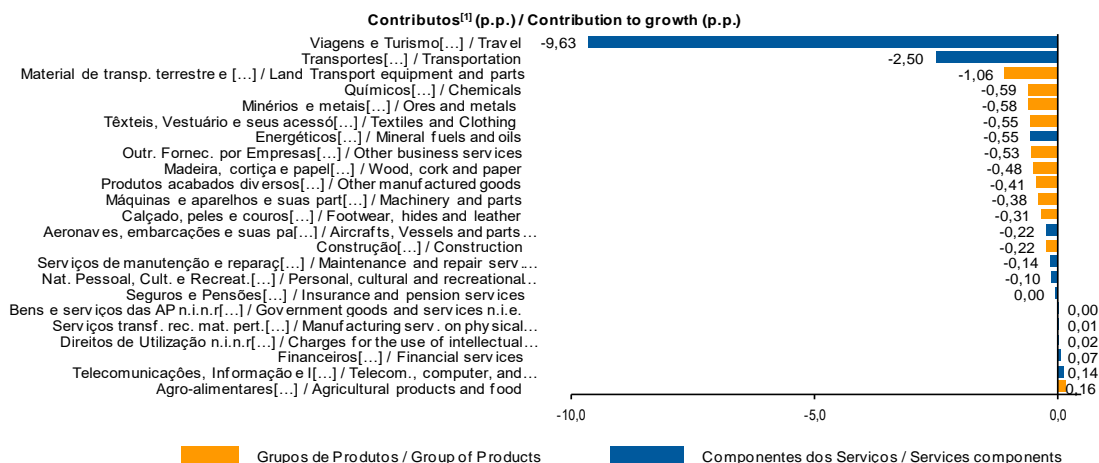 Contributos[1] (p.p.) / Contribution to growth (p.p.)
Viagens e Turismo[...] / Travel -9,63
Transportes[...] / Transportation -2,50
Material de transp. terrestre e [...] / Land Transport equipment and parts -1,06
Químicos[...] / Chemicals -0,59
Minérios e metais[...] / Ores and metals -0,58
Têxteis, Vestuário e seus acessó[...] / Textiles and Clothing -0,55
Energéticos[...] / Mineral fuels and oils -0,55
Outr. Fornec. por Empresas[...] / Other business services -0,53
Madeira, cortiça e papel[...] / Wood, cork and paper -0,48
Produtos acabados diversos[...] / Other manufactured goods -0,41
Máquinas e aparelhos e suas part[...] / Machinery and parts -0,38
Calçado, peles e couros[...] / Footwear, hides and leather -0,31
Aeronaves, embarcações e suas pa[...] / Aircrafts, Vessels and parts... -0,22
Construção[...] / Construction -0,22
Serviços de manutenção e reparaç[...] / Maintenance and repair serv.... -0,14
Nat. Pessoal, Cult. e Recreat.[...] / Personal, cultural and recreational... -0,10
Seguros e Pensões[...] / Insurance and pension services 0,00
Bens e serviços das AP n.i.n.r[...] / Government goods and services n.i.e. 0,00
Serviços transf. rec. mat. pert.[...] / Manufacturing serv. on physical... 0,01
Direitos de Utilização n.i.n.r[...] / Charges for the use of intellectual... 0,02
Financeiros[...] / Financial services 0,07
Telecomunicações, Informação e I[...] / Telecom., computer, and... 0,14
Agro-alimentares[...] / Agricultural products and food 0,16
-10,0 -5,0 0,0
Grupos de Produtos / Group of Products Componentes dos Serviços / Services components